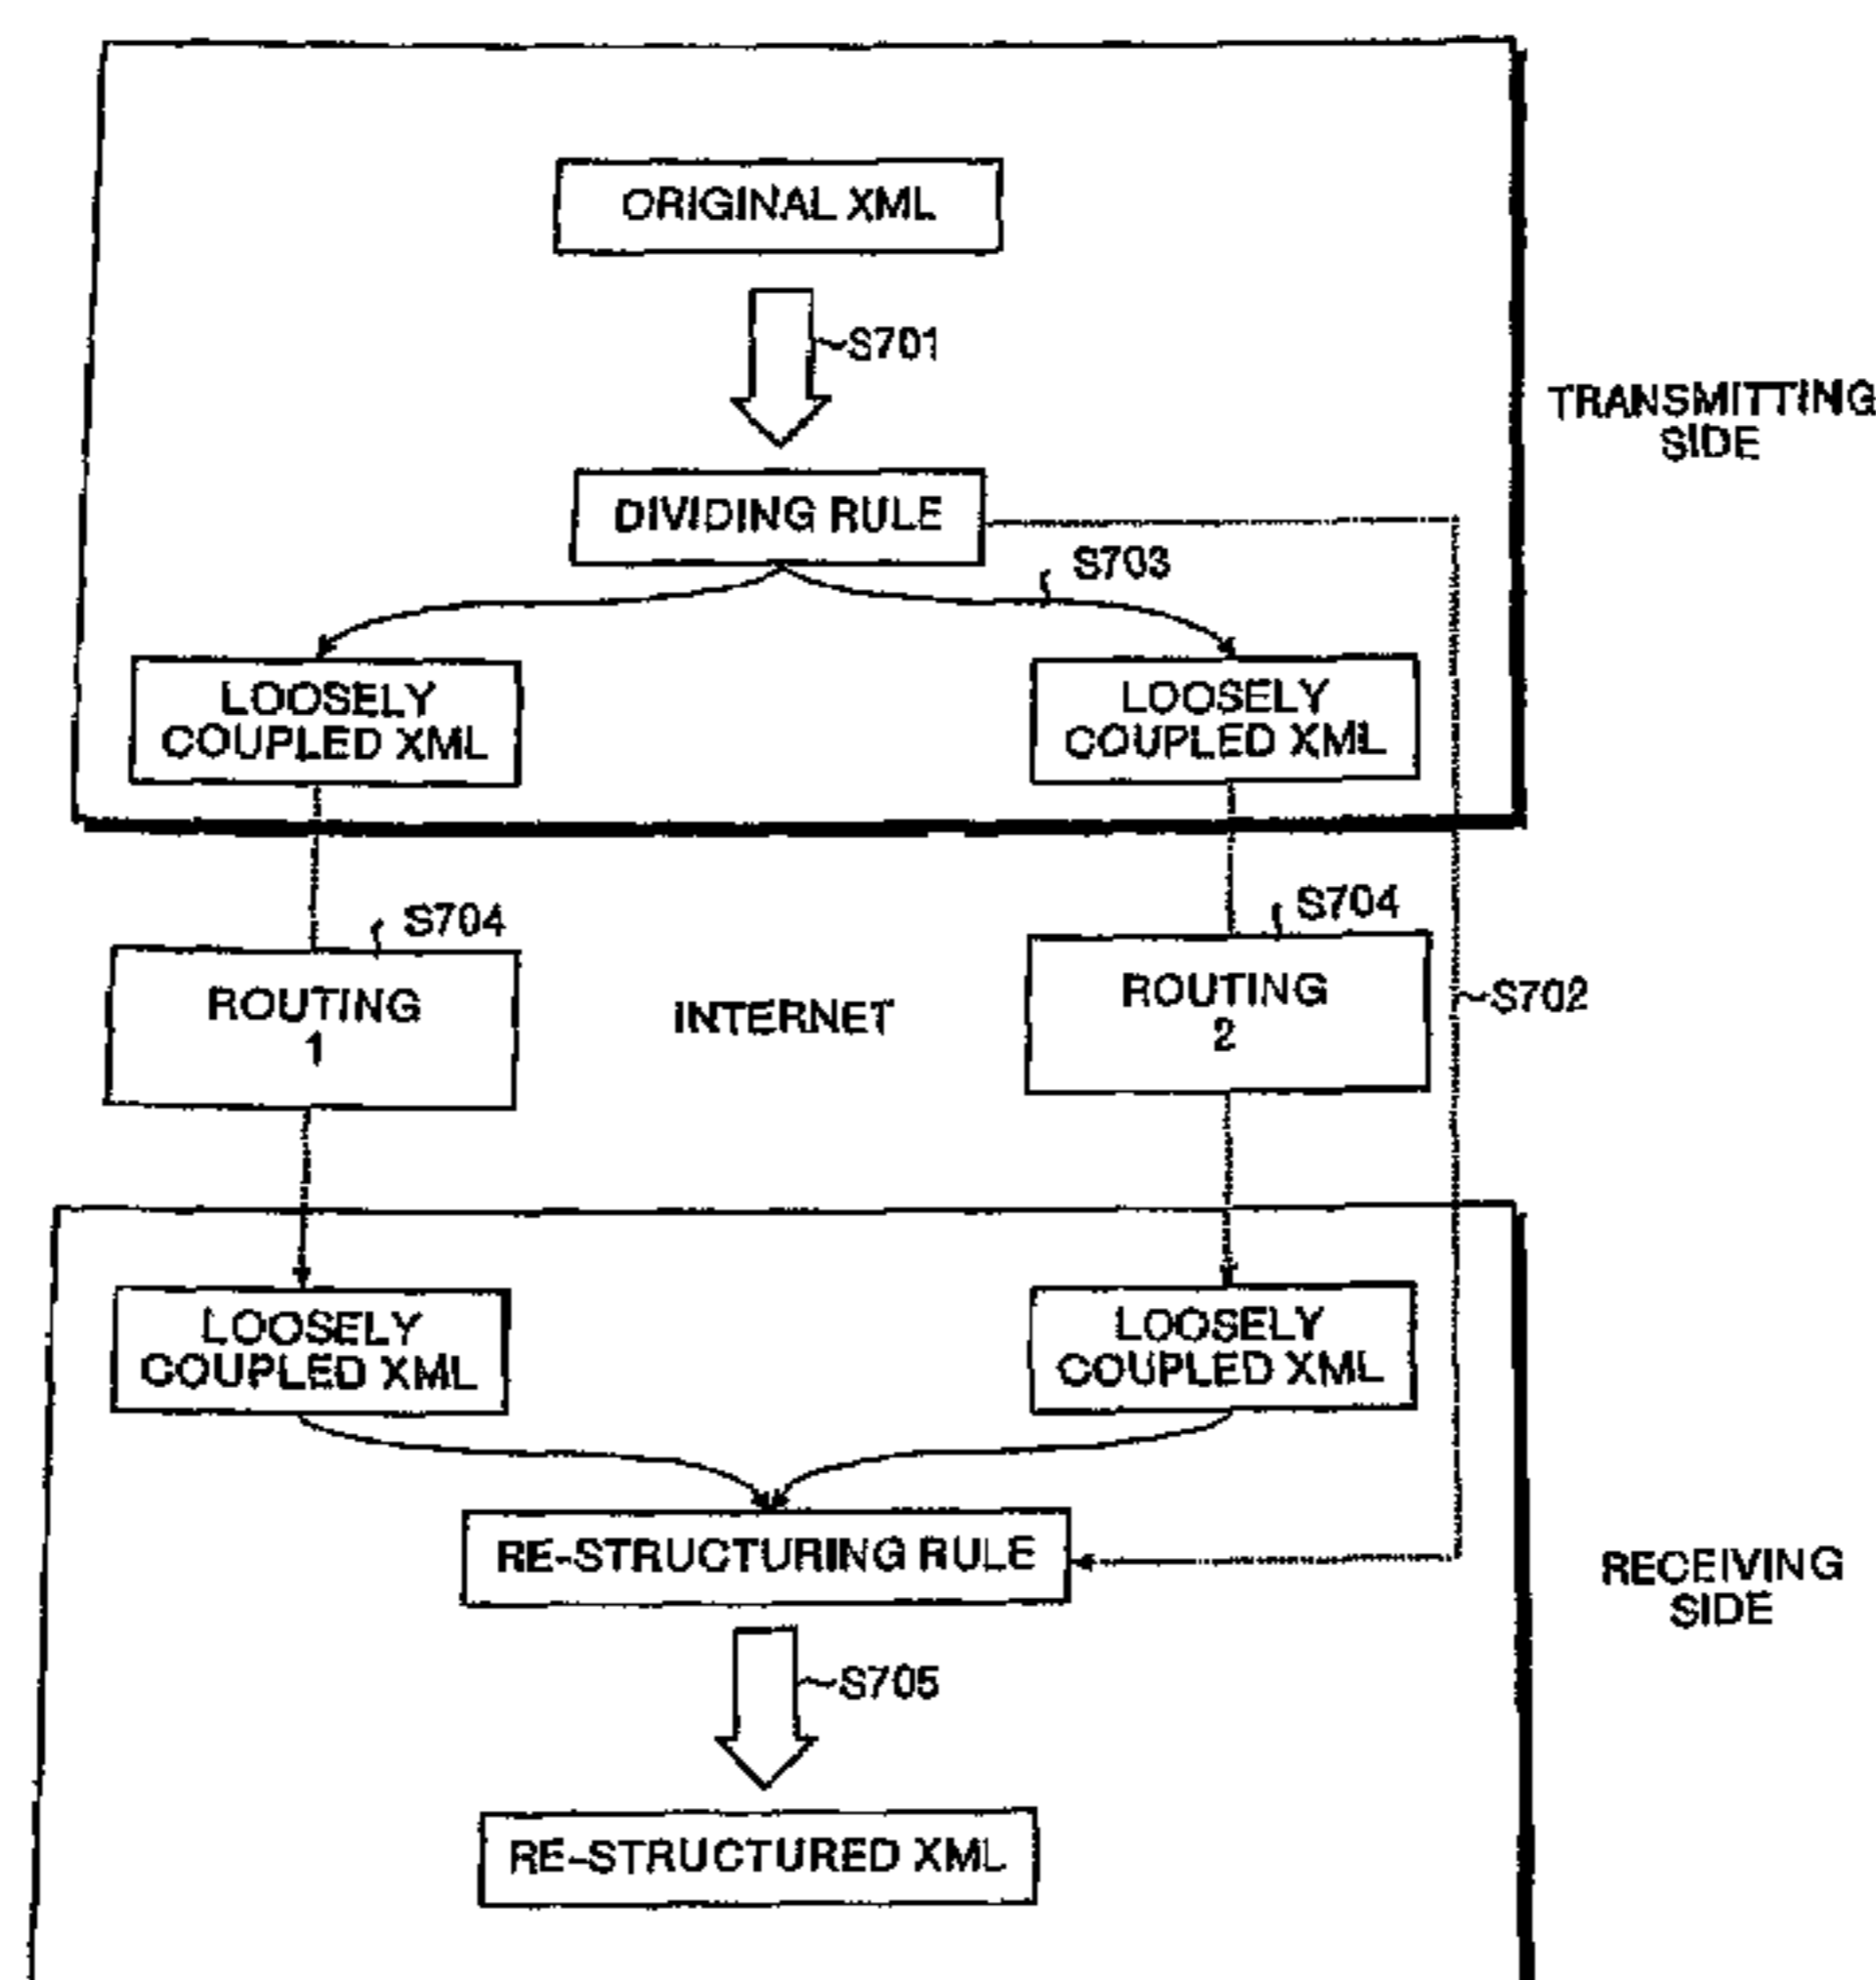 ORIGINAL XML
S701
TRANSMITTING
SIDE
DIVIDING RULE
S703
LOOSELY
COUPLED XML
LOOSELY
COUPLED XML
S704
S704
ROUTING
1
INTERNET
ROUTING
2
S702
LOOSELY
COUPLED XML
LOOSELY
COUPLED XML
RE-STRUCTURING RULE
RECEIVING
SIDE
S705
RE-STRUCTURED XML